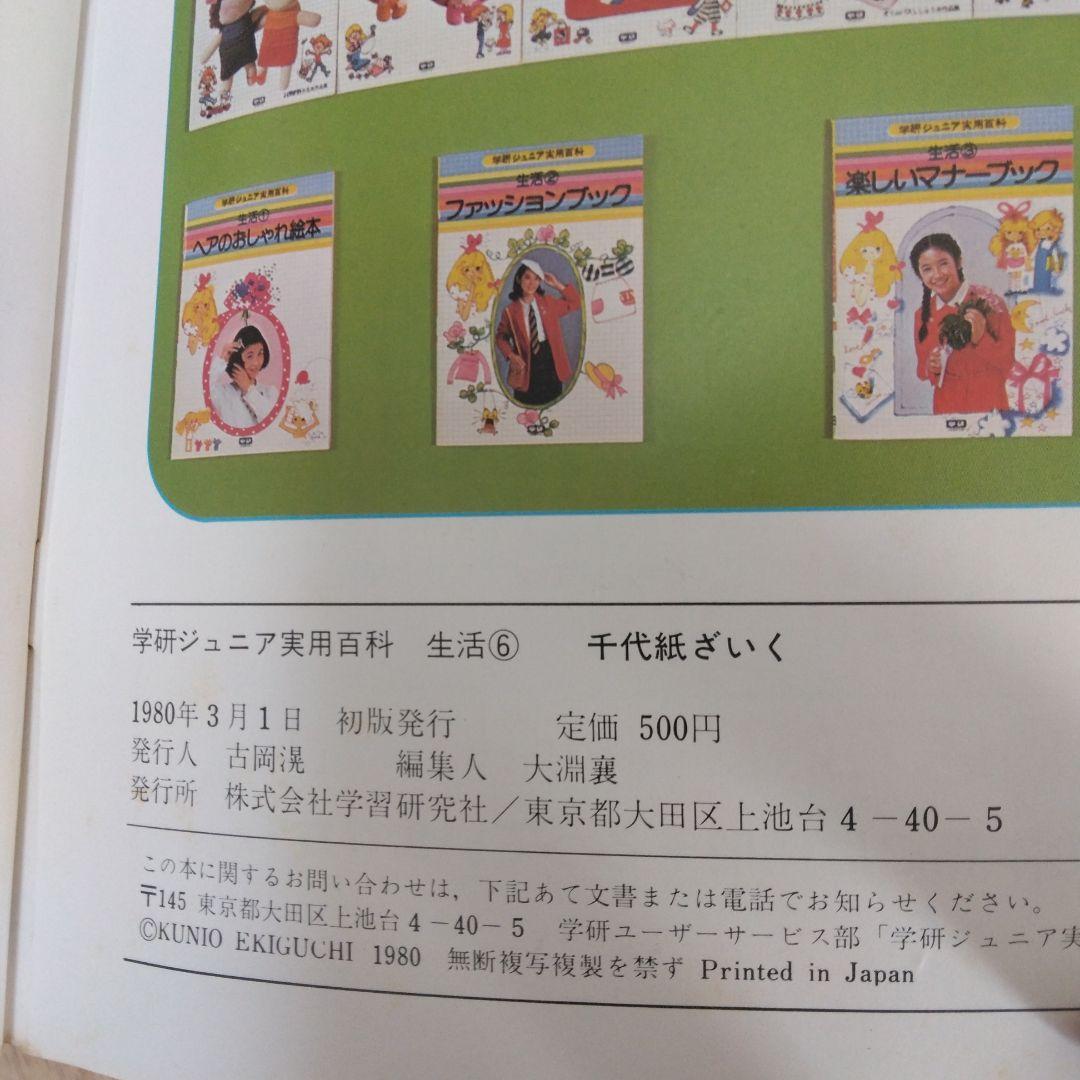 学研ジュニア実用百科
生活①
ヘアのおしゃれ絵本
学研
学研ジュニア実用百科
生活②
ファッションブック
学研
学研ジュニア実用百科
生活③
楽しいマナーブック
学研
学研ジュニア実用百科 生活⑥ 千代紙ざいく
1980年3月1日 初版発行 定価 500円
発行人 古岡滉 編集人 大淵襄
発行所 株式会社学習研究社/東京都大田区上池台4-40-5
この本に関するお問い合わせは,下記あて文書または電話でお知らせください。
〒145 東京都大田区上池台4-40-5 学研ユーザーサービス部「学研ジュニア実
©KUNIO EKIGUCHI 1980 無断複写複製を禁ず Printed in Japan